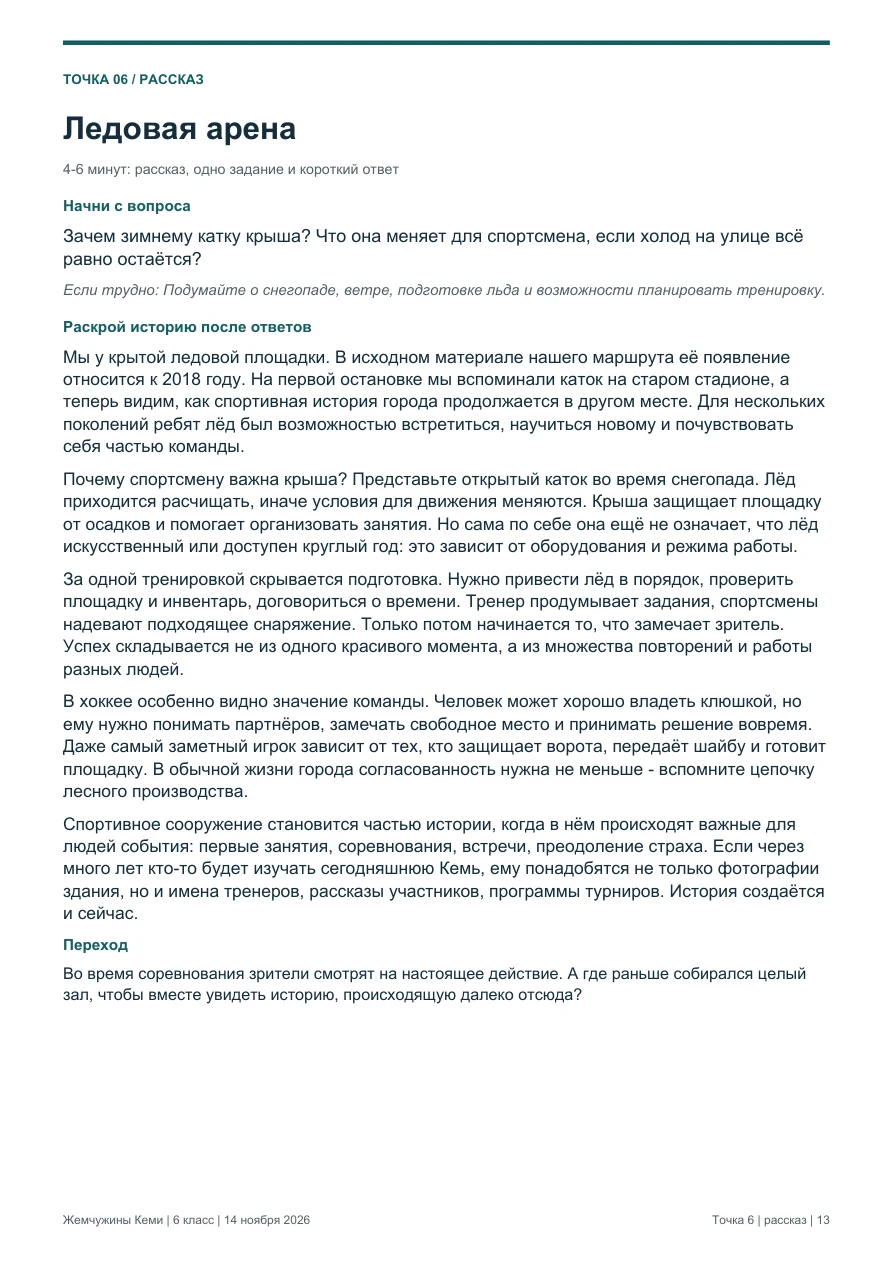 ТОЧКА 06 / РАССКАЗ
Ледовая арена
4-6 минут: рассказ, одно задание и короткий ответ
Начни с вопроса
Зачем зимнему катку крыша? Что она меняет для спортсмена, если холод на улице всё
равно остаётся?
Если трудно: Подумайте о снегопаде, ветре, подготовке льда и возможности планировать тренировку.
Раскрой историю после ответов
Мы у крытой ледовой площадки. В исходном материале нашего маршрута её появление
относится к 2018 году. На первой остановке мы вспоминали каток на старом стадионе, а
теперь видим, как спортивная история города продолжается в другом месте. Для нескольких
поколений ребят лёд был возможностью встретиться, научиться новому и почувствовать
себя частью команды.
Почему спортсмену важна крыша? Представьте открытый каток во время снегопада. Лёд
приходится расчищать, иначе условия для движения меняются. Крыша защищает площадку
от осадков и помогает организовать занятия. Но сама по себе она ещё не означает, что лёд
искусственный или доступен круглый год: это зависит от оборудования и режима работы.
За одной тренировкой скрывается подготовка. Нужно привести лёд в порядок, проверить
площадку и инвентарь, договориться о времени. Тренер продумывает задания, спортсмены
надевают подходящее снаряжение. Только потом начинается то, что замечает зритель.
Успех складывается не из одного красивого момента, а из множества повторений и работы
разных людей.
В хоккее особенно видно значение команды. Человек может хорошо владеть клюшкой, но
ему нужно понимать партнёров, замечать свободное место и принимать решение вовремя.
Даже самый заметный игрок зависит от тех, кто защищает ворота, передаёт шайбу и готовит
площадку. В обычной жизни города согласованность нужна не меньше - вспомните цепочку
лесного производства.
Спортивное сооружение становится частью истории, когда в нём происходят важные для
людей события: первые занятия, соревнования, встречи, преодоление страха. Если через
много лет кто-то будет изучать сегодняшнюю Кемь, ему понадобятся не только фотографии
здания, но и имена тренеров, рассказы участников, программы турниров. История создаётся
и сейчас.
Переход
Во время соревнования зрители смотрят на настоящее действие. А где раньше собирался целый
зал, чтобы вместе увидеть историю, происходящую далеко отсюда?
Жемчужины Кеми | 6 класс | 14 ноября 2026
Точка 6 | рассказ | 13